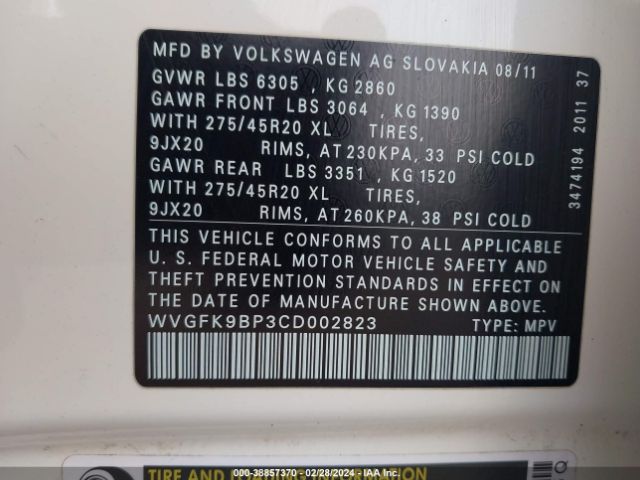 MFD BY VOLKSWAGEN AG SLOVAKIA 08/11
GVWR LBS 6305 , KG 2860
GAWR FRONT LBS 3064 , KG 1390
WITH 275/45R20 XL TIRES,
9JX20 RIMS, AT 230KPA, 33 PSI COLD
GAWR REAR LBS 3351 , KG 1520
WITH 275/45R20 XL TIRES,
9JX20 RIMS, AT 260KPA, 38 PSI COLD
THIS VEHICLE CONFORMS TO ALL APPLICABLE
U. S. FEDERAL MOTOR VEHICLE SAFETY AND
THEFT PREVENTION STANDARDS IN EFFECT ON
THE DATE OF MANUFACTURE SHOWN ABOVE.
WVGFK9BP3CD002823 TYPE: MPV
3474194 2011 37
TIRE AND LOADING INFORMATION
000-38857370 - 02/28/2024 - IAA Inc.